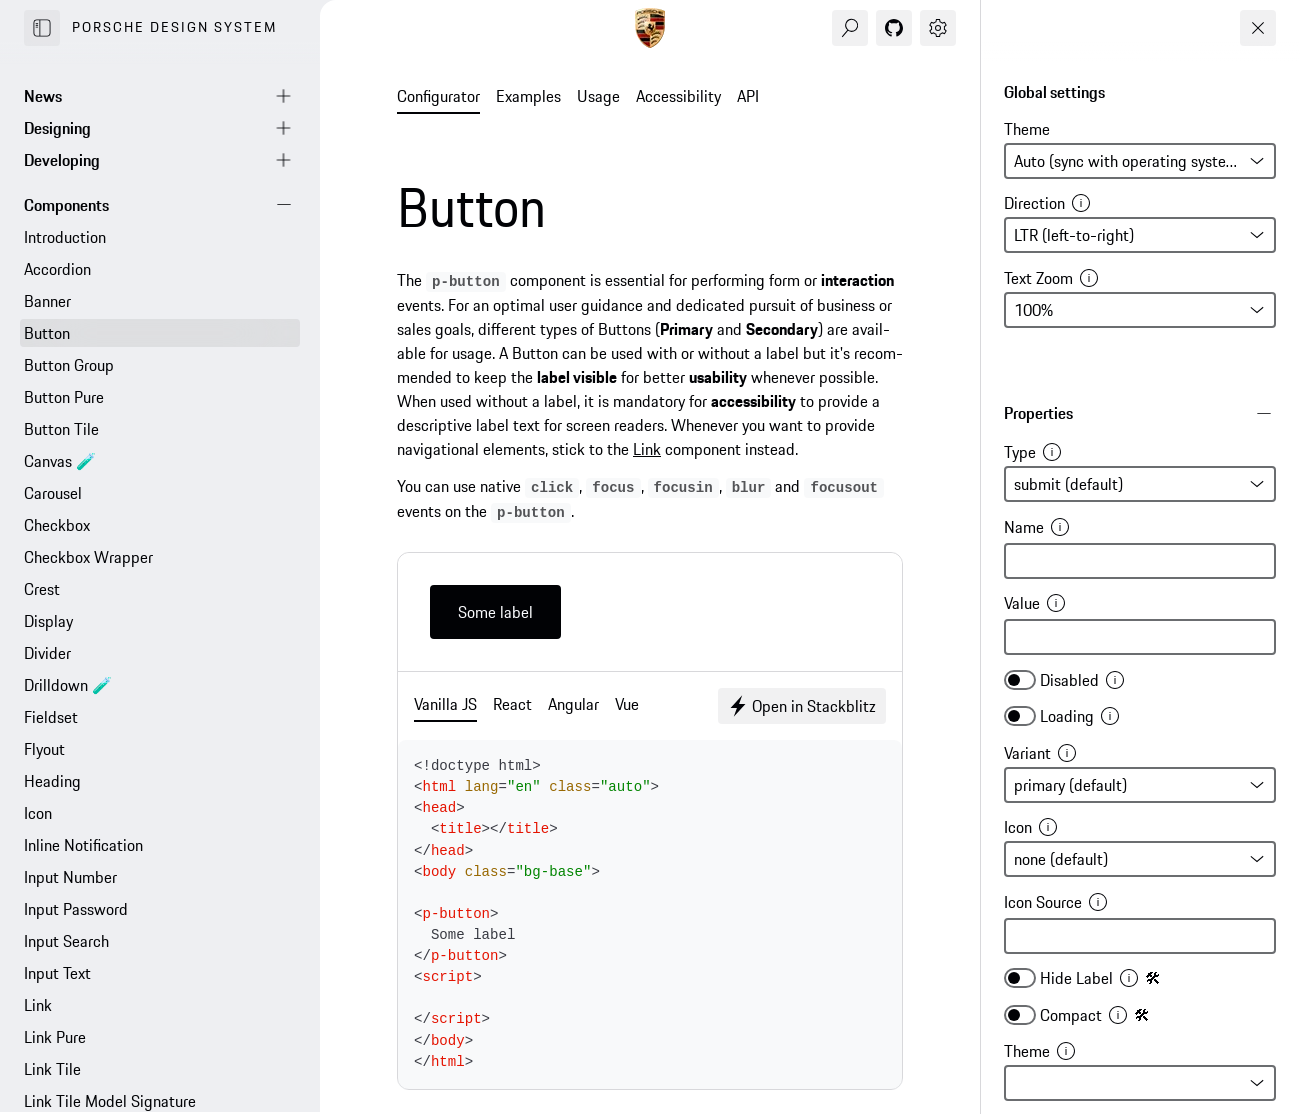 PORSCHE DESIGN SYSTEM
News
Designing
Developing
Components
Introduction
Accordion
Banner
Button
Button Group
Button Pure
Button Tile
Canvas 🧪
Carousel
Checkbox
Checkbox Wrapper
Crest
Display
Divider
Drilldown 🧪
Fieldset
Flyout
Heading
Icon
Inline Notification
Input Number
Input Password
Input Search
Input Text
Link
Link Pure
Link Tile
Link Tile Model Signature
Configurator Examples Usage Accessibility API
Button
The p-button component is essential for performing form or interaction
events. For an optimal user guidance and dedicated pursuit of business or
sales goals, different types of Buttons (Primary and Secondary) are avail-
able for usage. A Button can be used with or without a label but it's recom-
mended to keep the label visible for better usability whenever possible.
When used without a label, it is mandatory for accessibility to provide a
descriptive label text for screen readers. Whenever you want to provide
navigational elements, stick to the Link component instead.
You can use native click, focus, focusin, blur and focusout
events on the p-button.
Some label
Vanilla JS React Angular Vue Open in Stackblitz
<!doctype html>
<html lang="en" class="auto">
<head>
  <title></title>
</head>
<body class="bg-base">
<p-button>
  Some label
</p-button>
<script>
</script>
</body>
</html>
Global settings
Theme
Auto (sync with operating syste...
Direction
LTR (left-to-right)
Text Zoom
100%
Properties
Type
submit (default)
Name
Value
Disabled
Loading
Variant
primary (default)
Icon
none (default)
Icon Source
Hide Label 🛠
Compact 🛠
Theme